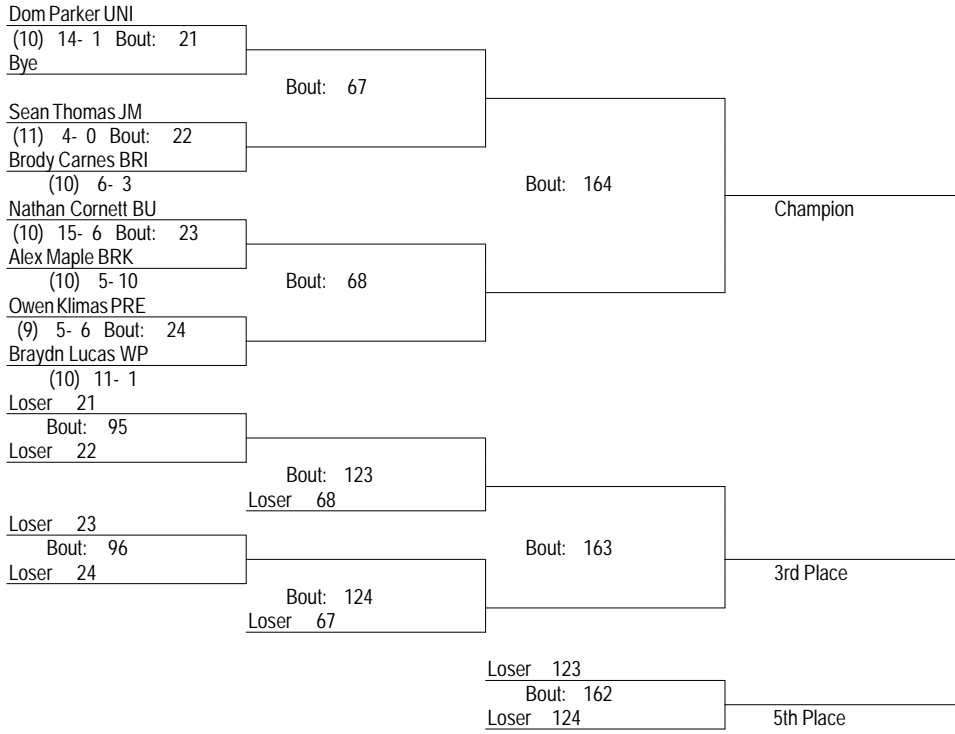 Dom Parker UNI
(10) 14- 1 Bout: 21
Bye
Bout: 67
Sean Thomas JM
(11) 4- 0 Bout: 22
Brody Carnes BRI
(10) 6- 3
Bout: 164
Champion
Nathan Cornett BU
(10) 15- 6 Bout: 23
Alex Maple BRK
(10) 5- 10
Bout: 68
Owen Klimas PRE
(9) 5- 6 Bout: 24
Braydn Lucas WP
(10) 11- 1
Loser 21
Bout: 95
Loser 22
Bout: 123
Loser 68
Loser 23
Bout: 96
Loser 24
Bout: 163
3rd Place
Bout: 124
Loser 67
Loser 123
Bout: 162
Loser 124
5th Place